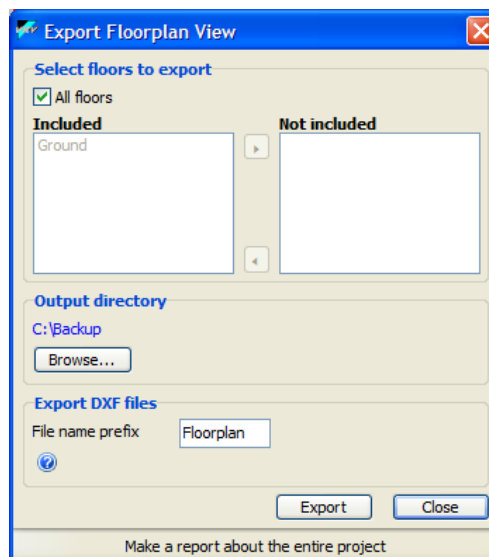 Export Floorplan View
Select floors to export
All floors
Included Not included
Ground
Output directory
C:\Backup
Browse...
Export DXF files
File name prefix Floorplan
Export Close
Make a report about the entire project